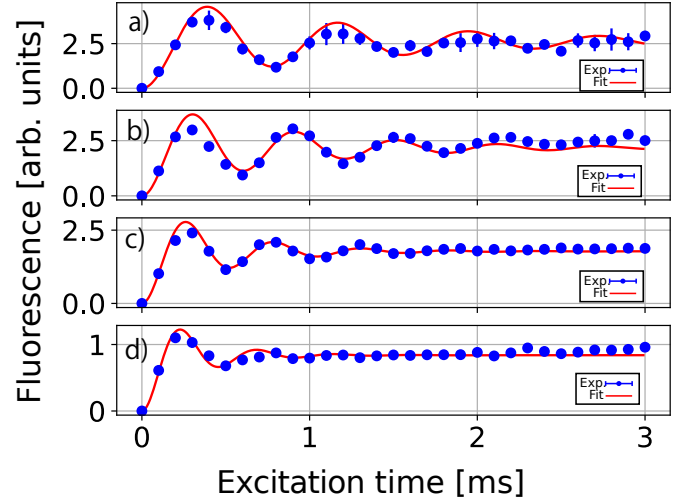 Fluorescence [arb. units]
a)
2.5
0.0
Exp
Fit
b)
2.5
0.0
Exp
Fit
c)
2.5
0.0
Exp
Fit
d)
1
0
Exp
Fit
0 1 2 3
Excitation time [ms]